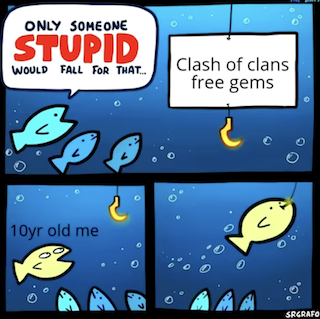 ONLY SOMEONE
STUPID
WOULD FALL FOR THAT...
Clash of clans
free gems
10yr old me
SRGRAFO